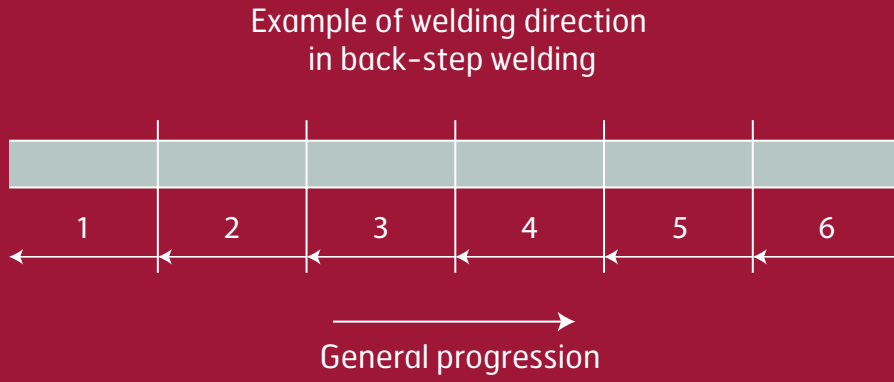 Example of welding direction
in back-step welding
1 2 3 4 5 6
General progression